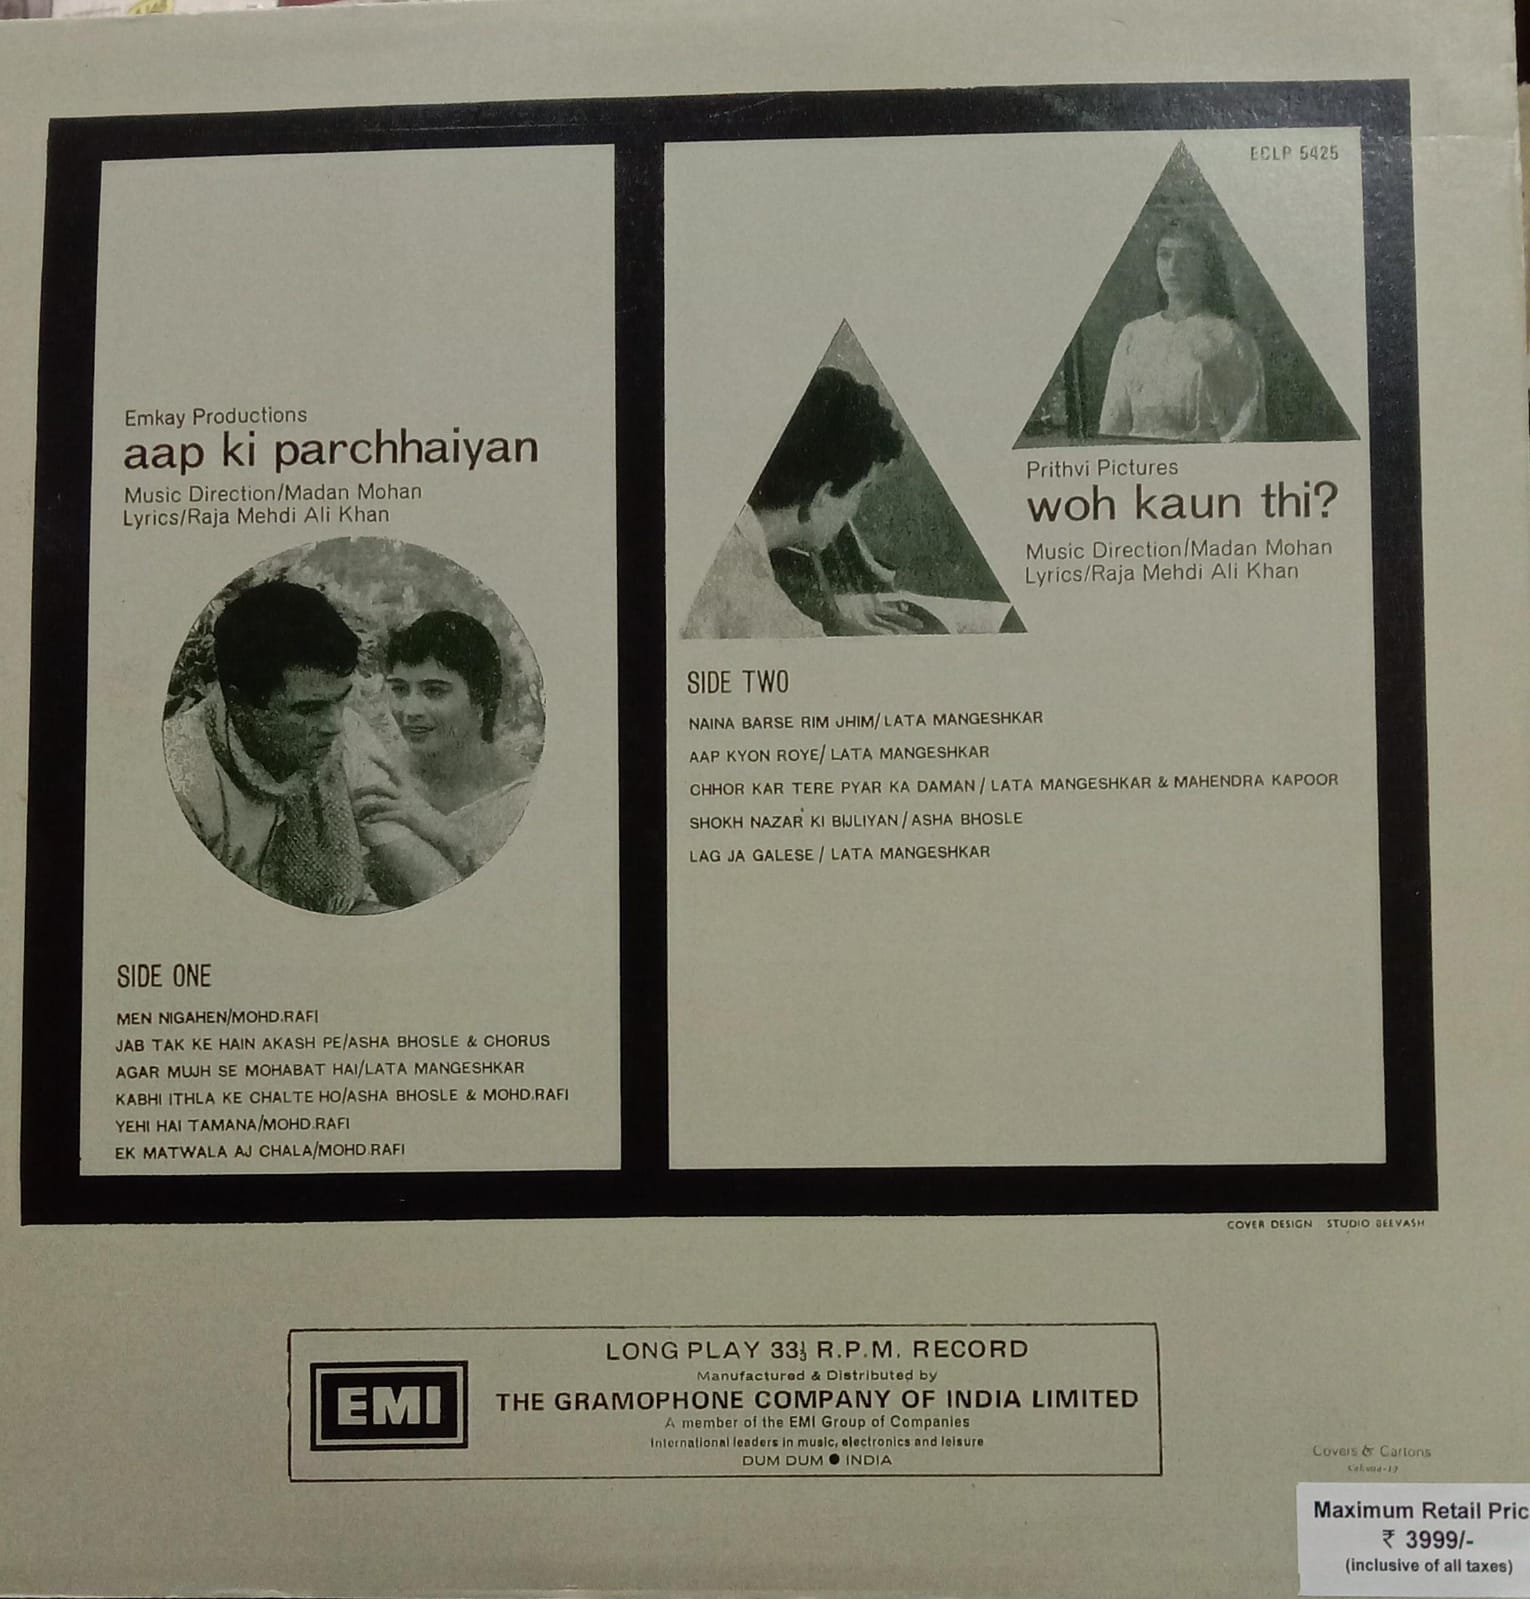 ECLP 5425
Emkay Productions
aap ki parchhaiyan
Music Direction/Madan Mohan
Lyrics/Raja Mehdi Ali Khan
SIDE ONE
MEN NIGAHEN/MOHD.RAFI
JAB TAK KE HAIN AKASH PE/ASHA BHOSLE & CHORUS
AGAR MUJH SE MOHABAT HAI/LATA MANGESHKAR
KABHI ITHLA KE CHALTE HO/ASHA BHOSLE & MOHD.RAFI
YEHI HAI TAMANA/MOHD.RAFI
EK MATWALA AJ CHALA/MOHD.RAFI
Prithvi Pictures
woh kaun thi?
Music Direction/Madan Mohan
Lyrics/Raja Mehdi Ali Khan
SIDE TWO
NAINA BARSE RIM JHIM/LATA MANGESHKAR
AAP KYON ROYE/LATA MANGESHKAR
CHHOR KAR TERE PYAR KA DAMAN/LATA MANGESHKAR & MAHENDRA KAPOOR
SHOKH NAZAR KI BIJLIYAN/ASHA BHOSLE
LAG JA GALESE/LATA MANGESHKAR
COVER DESIGN STUDIO BEEVASH
EMI
LONG PLAY 33⅓ R.P.M. RECORD
Manufactured & Distributed by
THE GRAMOPHONE COMPANY OF INDIA LIMITED
A member of the EMI Group of Companies
International leaders in music, electronics and leisure
DUM DUM ● INDIA
Covers & Cartons
Maximum Retail Pric
₹ 3999/-
(inclusive of all taxes)